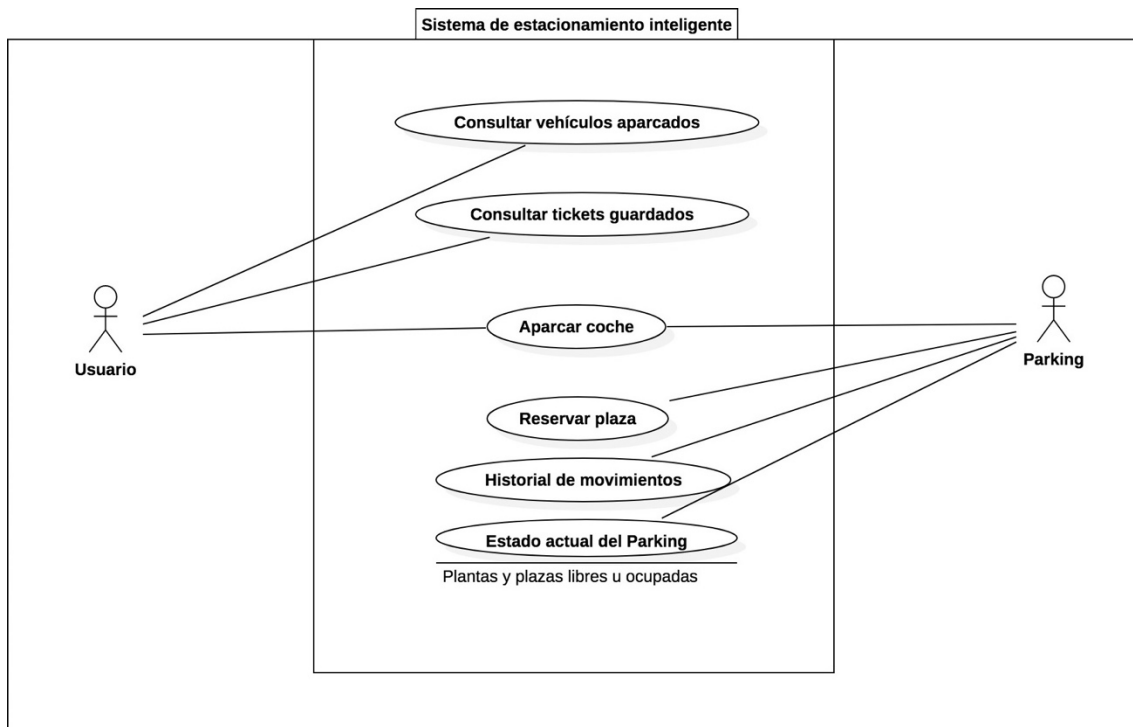 Sistema de estacionamiento inteligente
Consultar vehículos aparcados
Consultar tickets guardados
Aparcar coche
Usuario
Parking
Reservar plaza
Historial de movimientos
Estado actual del Parking
Plantas y plazas libres u ocupadas